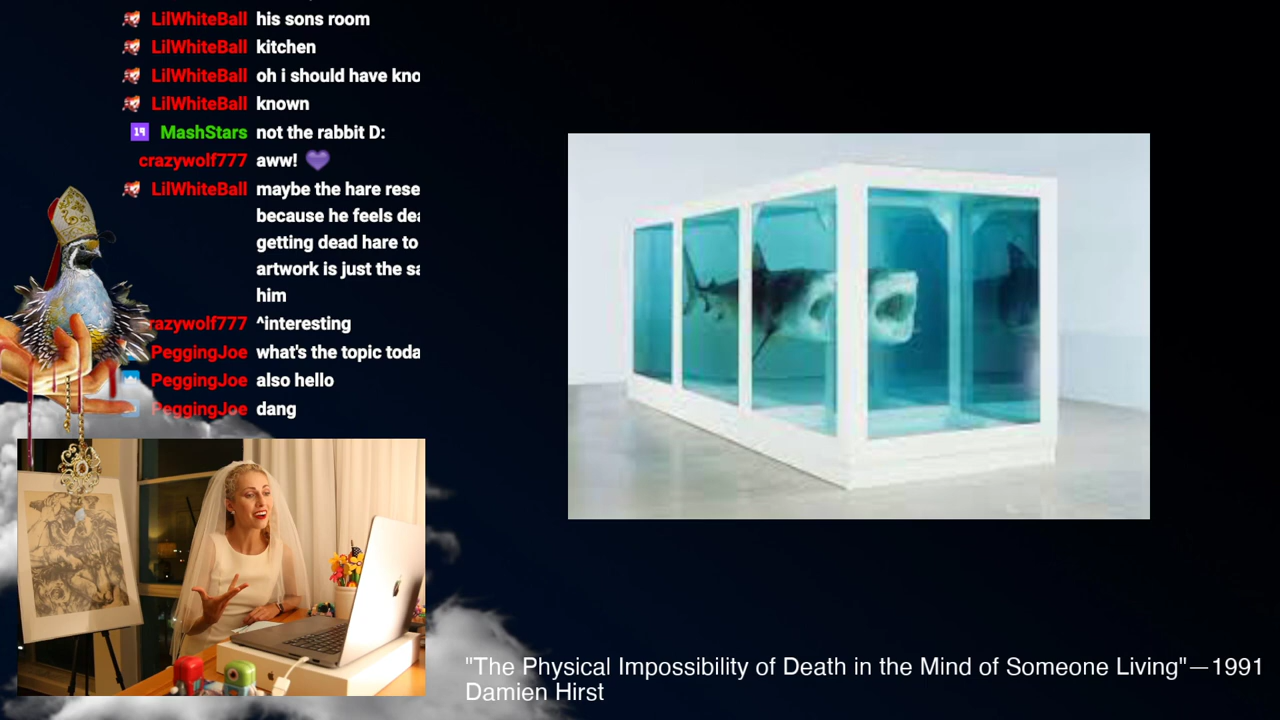 LilWhiteBall his sons room
LilWhiteBall kitchen
LilWhiteBall oh i should have kno
LilWhiteBall known
19 MashStars not the rabbit D:
crazywolf777 aww!
LilWhiteBall maybe the hare rese
because he feels dea
getting dead hare to
artwork is just the sa
him
razywolf777 ^interesting
PeggingJoe what's the topic toda
PeggingJoe also hello
PeggingJoe dang
"The Physical Impossibility of Death in the Mind of Someone Living"—1991
Damien Hirst